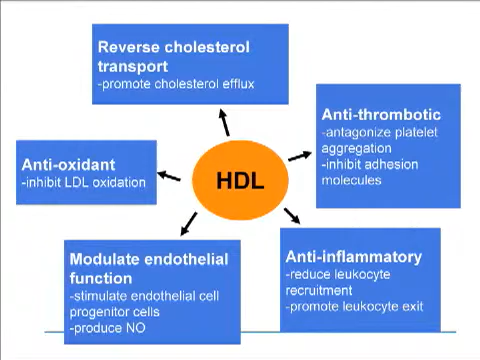 Reverse cholesterol
transport
-promote cholesterol efflux
Anti-thrombotic
-antagonize platelet
aggregation
-inhibit adhesion
molecules
Anti-oxidant
-inhibit LDL oxidation
HDL
Modulate endothelial
function
-stimulate endothelial cell
progenitor cells
-produce NO
Anti-inflammatory
-reduce leukocyte
recruitment
-promote leukocyte exit